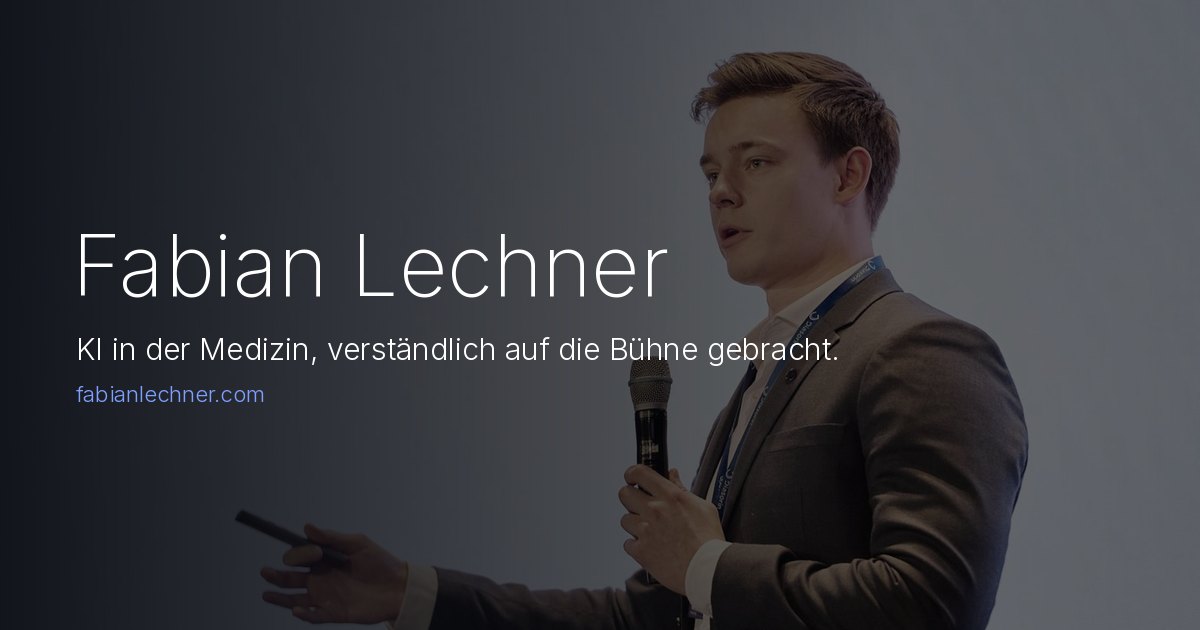 Fabian Lechner
KI in der Medizin, verständlich auf die Bühne gebracht.
fabianlechner.com